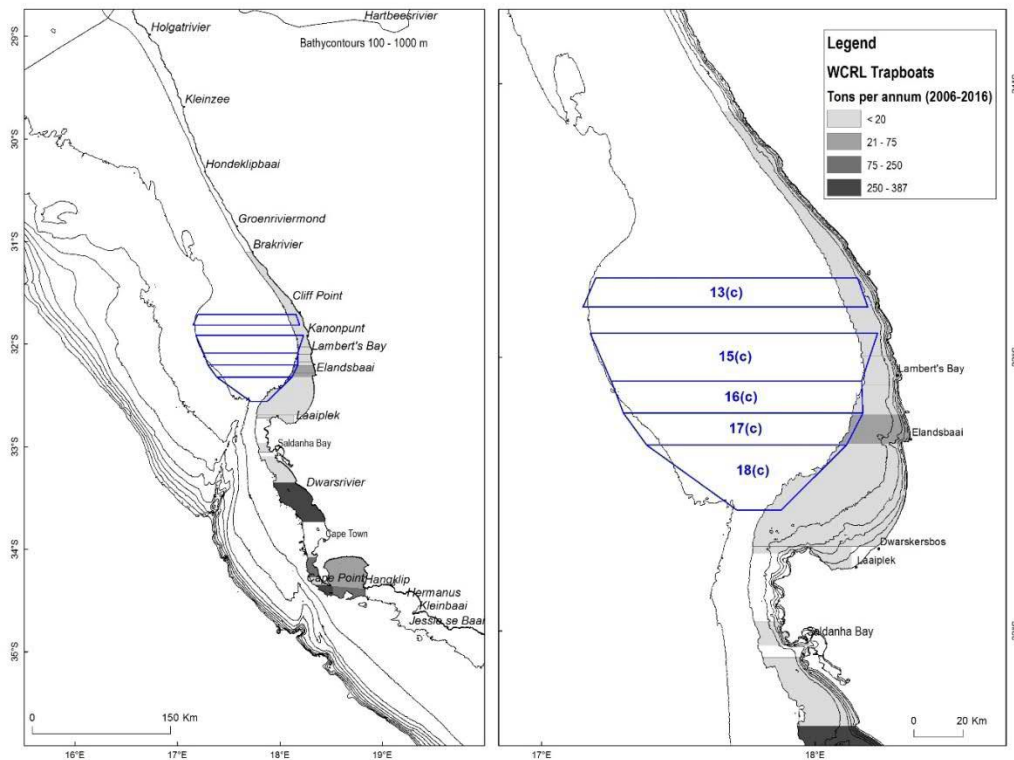 29°S
30°S
31°S
32°S
33°S
34°S
35°S
Holgatrivier
Hartbeesrivier
Bathycontours 100 - 1000 m
Kleinzee
Hondeklipbaai
Groenriviermond
Brakrivier
Cliff Point
Kanonpunt
Lambert's Bay
Elandsbaai
Laaiplek
Saldanha Bay
Dwarsrivier
Cape Town
Cape Point
Hangklip
Hermanus
Kleinbaai
Jessie se Baai
0 150 Km
16°E 17°E 18°E 19°E
Legend
WCRL Trapboats
Tons per annum (2006-2016)
< 20
21 - 75
75 - 250
250 - 387
13(c)
15(c)
16(c)
17(c)
18(c)
Lambert's Bay
Elandsbaai
Dwarskersbos
Laaiplek
Saldanha Bay
0 20 Km
17°E 18°E